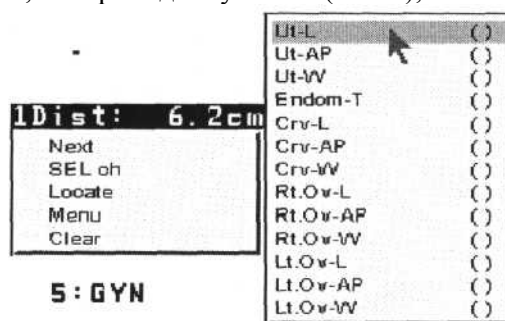 1Dist: 6.2cm
Next
SEL oh
Locate
Menu
Clear
5:GYN
Ut-L ( )
Ut-AP ( )
Ut-W ( )
Endom-T ( )
Crv-L ( )
Crv-AP ( )
Crv-W ( )
Rt.Ov-L ( )
Rt.Ov-AP ( )
Rt.Ov-W ( )
Lt.Ov-L ( )
Lt.Ov-AP ( )
Lt.Ov-W ( )